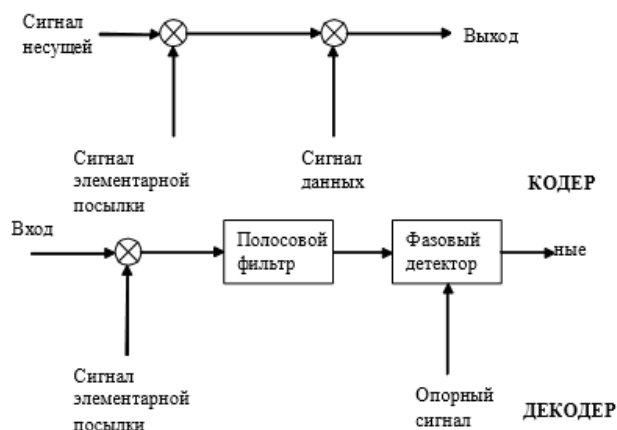 Сигнал
несущей
Выход
Сигнал
элементарной
посылки
Сигнал
данных
КОДЕР
Вход
Полосовой
фильтр
Фазовый
детектор
ные
Сигнал
элементарной
посылки
Опорный
сигнал
ДЕКОДЕР